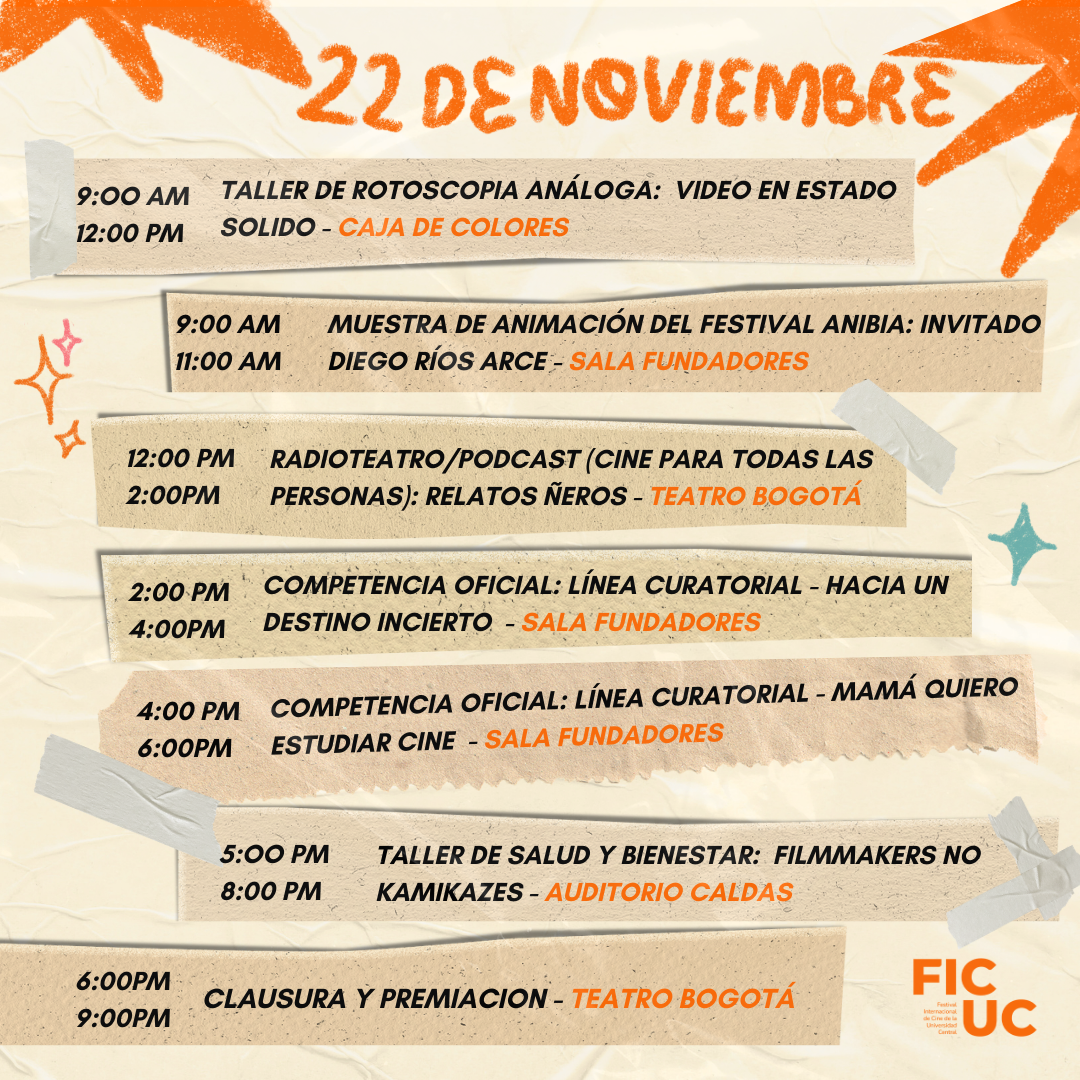 22 DE NOVIEMBRE
9:00 AM
12:00 PM
TALLER DE ROTOSCOPIA ANÁLOGA: VIDEO EN ESTADO
SOLIDO - CAJA DE COLORES
9:00 AM
11:00 AM
MUESTRA DE ANIMACIÓN DEL FESTIVAL ANIBIA: INVITADO
DIEGO RÍOS ARCE - SALA FUNDADORES
12:00 PM
2:00PM
RADIOTEATRO/PODCAST (CINE PARA TODAS LAS
PERSONAS): RELATOS ÑEROS - TEATRO BOGOTÁ
2:00 PM
4:00PM
COMPETENCIA OFICIAL: LÍNEA CURATORIAL - HACIA UN
DESTINO INCIERTO - SALA FUNDADORES
4:00 PM
6:00PM
COMPETENCIA OFICIAL: LÍNEA CURATORIAL - MAMÁ QUIERO
ESTUDIAR CINE - SALA FUNDADORES
5:00 PM
8:00 PM
TALLER DE SALUD Y BIENESTAR: FILMMAKERS NO
KAMIKAZES - AUDITORIO CALDAS
6:00PM
9:00PM
CLAUSURA Y PREMIACION - TEATRO BOGOTÁ
FIC
UC
Festival
Internacional
de Cine de la
Universidad
Central